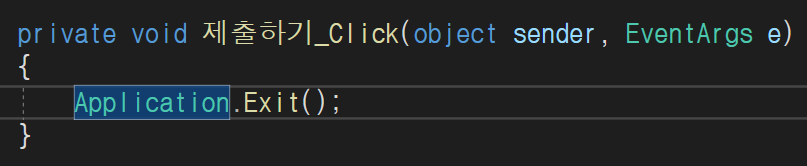 private void 제출하기_Click(object sender, EventArgs e)
{
Application.Exit();
}